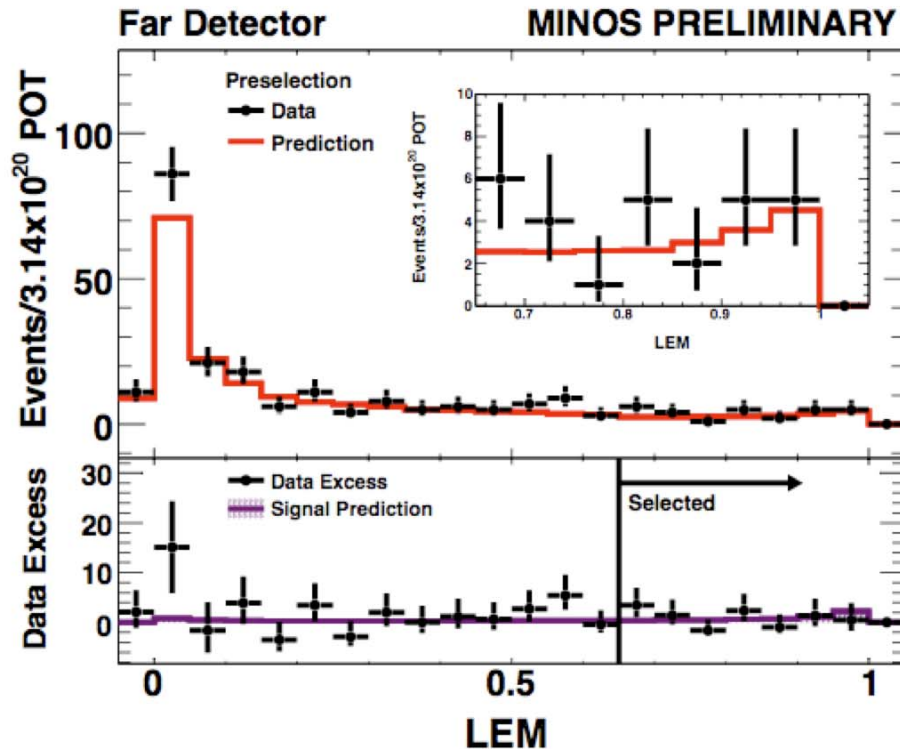 Far Detector MINOS PRELIMINARY
Events/3.14x10²⁰ POT
100
50
0
Preselection
Data
Prediction
Events/3.14x10²⁰ POT
10
8
6
4
2
0
0.7 0.8 0.9 1
LEM
Data Excess
30
20
10
0
Data Excess
Signal Prediction
Selected
0 0.5 1
LEM